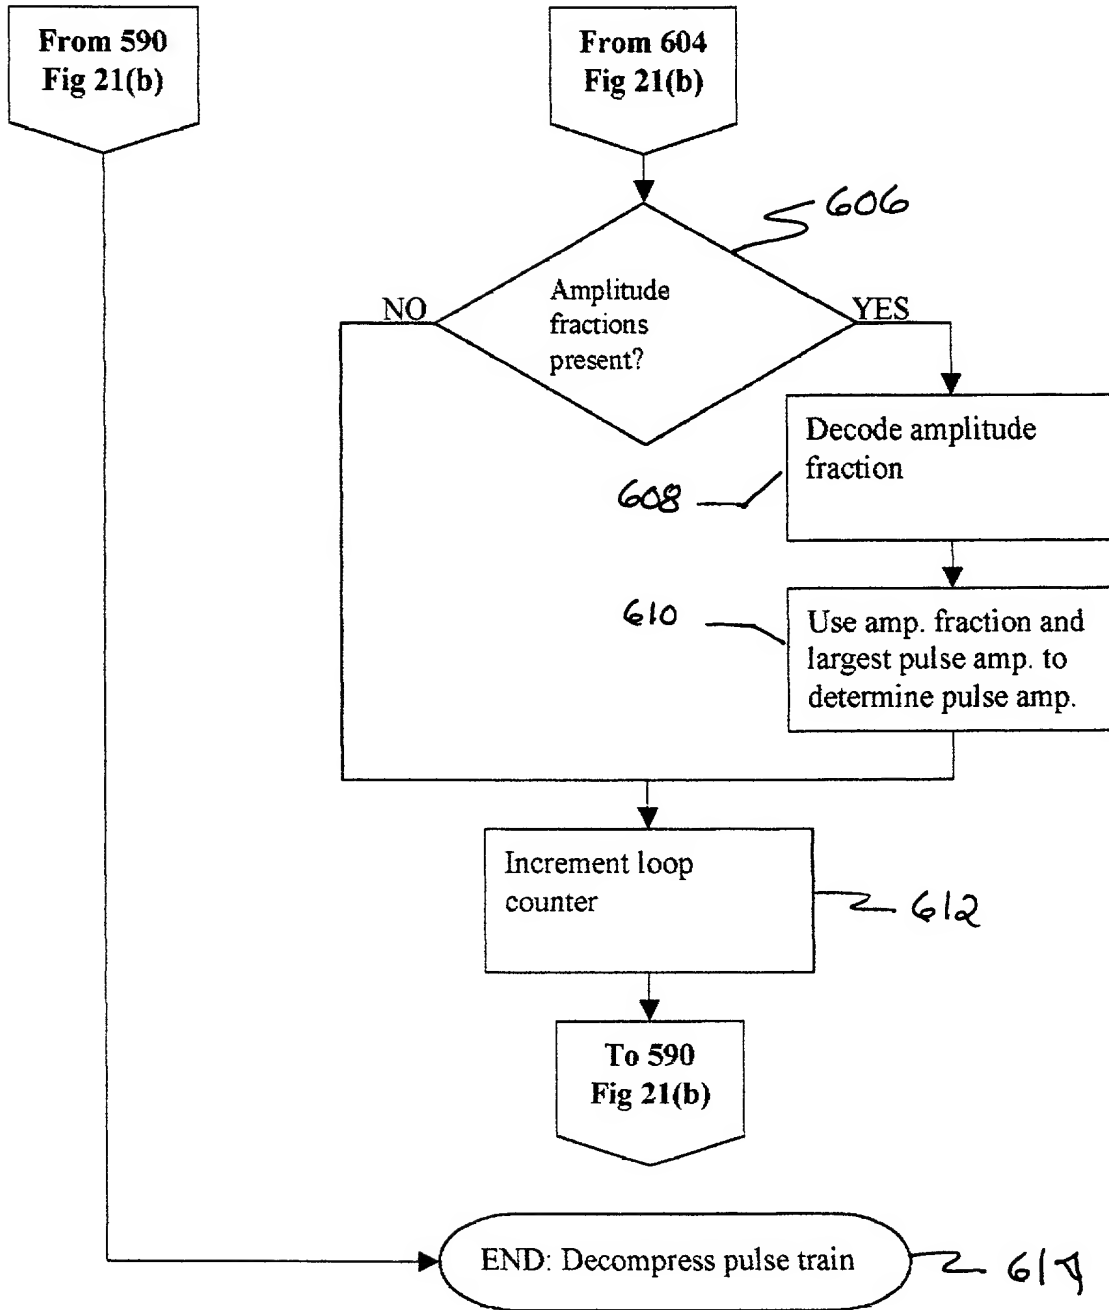 From 590
Fig 21(b)
From 604
Fig 21(b)
606
Amplitude
fractions
present?
NO
YES
Decode amplitude
fraction
608
610
Use amp. fraction and
largest pulse amp. to
determine pulse amp.
Increment loop
counter
612
To 590
Fig 21(b)
END: Decompress pulse train
614